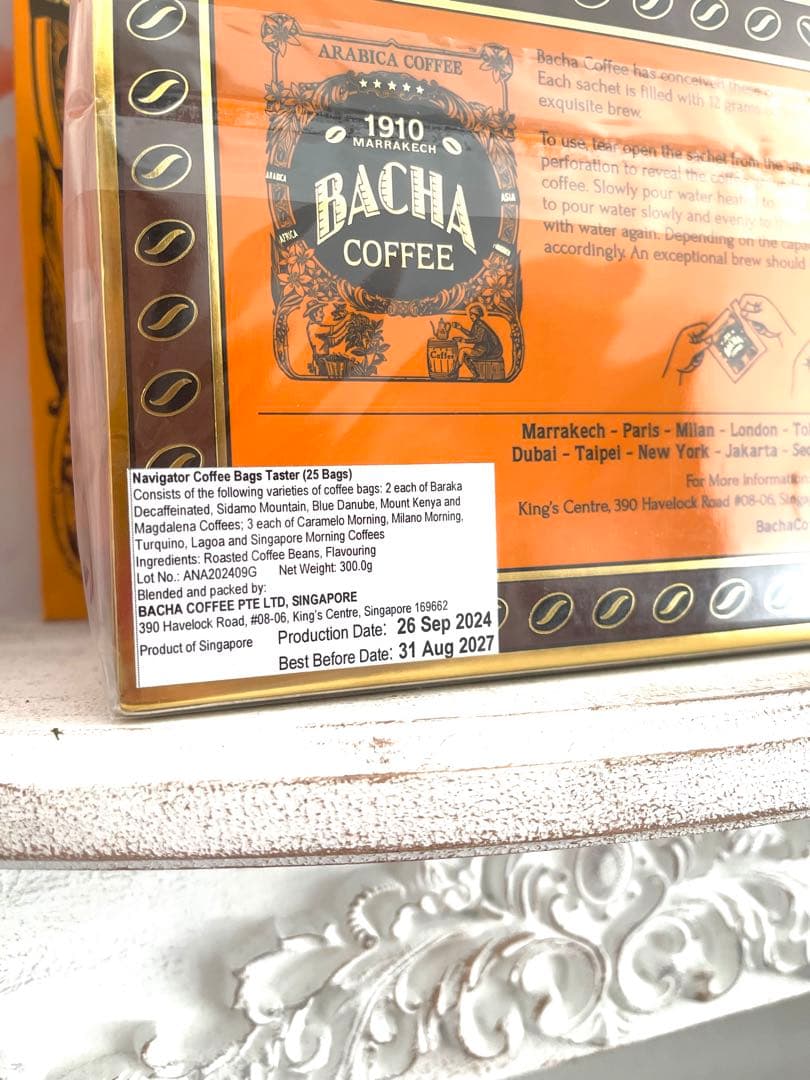 ARABICA COFFEE
1910
MARRAKECH
ARABICA
ASIA
AFRICA
BACHA
COFFEE
Coffee
Bacha Coffee has conceived these
Each sachet is filled with 12 grams
exquisite brew.
To use, tear open the sachet from the
perforation to reveal the
coffee. Slowly pour water
to pour water slowly and evenly to
with water again. Depending on the
accordingly. An exceptional brew should
Marrakech - Paris - Milan - London -
Dubai - Taipei - New York - Jakarta -
For More Information
King's Centre, 390 Havelock Road #08-06,
Navigator Coffee Bags Taster (25 Bags)
Consists of the following varieties of coffee bags: 2 each of Baraka
Decaffeinated, Sidamo Mountain, Blue Danube, Mount Kenya and
Magdalena Coffees; 3 each of Caramelo Morning, Milano Morning,
Turquino, Lagoa and Singapore Morning Coffees
Ingredients: Roasted Coffee Beans, Flavouring
Lot No.: ANA202409G Net Weight: 300.0g
Blended and packed by:
BACHA COFFEE PTE LTD, SINGAPORE
390 Havelock Road, #08-06, King's Centre, Singapore 169662
Product of Singapore Production Date: 26 Sep 2024
Best Before Date: 31 Aug 2027